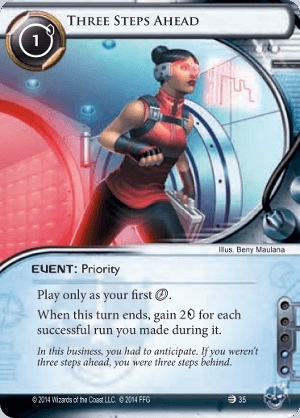 Three Steps Ahead
1
Illus. Beny Maulana
EVENT: Priority
Play only as your first
.
When this turn ends, gain 2 for each
successful run you made during it.
In this business, you had to anticipate. If you weren't
three steps ahead, you were three steps behind.
© 2014 Wizards of the Coast LLC. © 2014 FFG
35